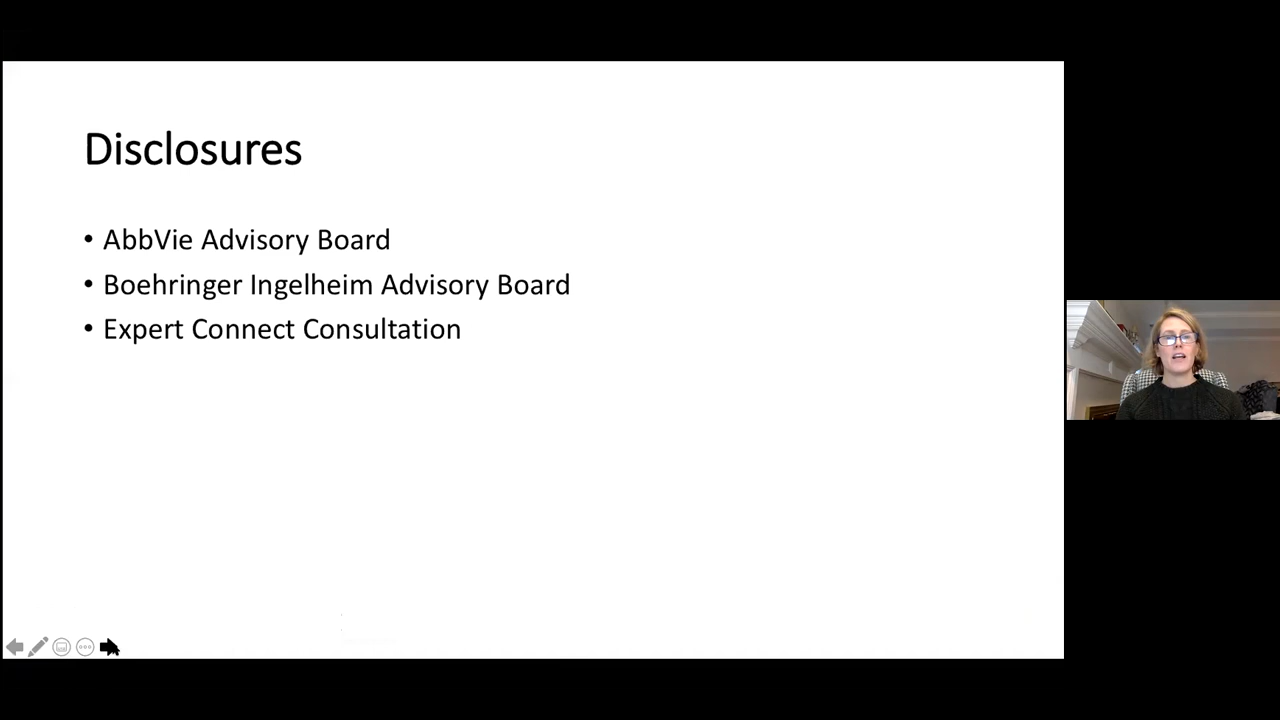 Disclosures
• AbbVie Advisory Board
• Boehringer Ingelheim Advisory Board
• Expert Connect Consultation